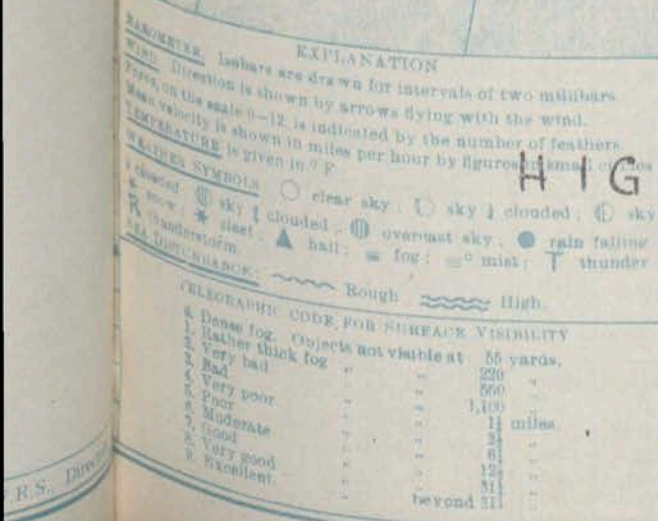 EXPLANATION
BAROMETER. Isobars are drawn for intervals of two millibars.
WIND. Direction is shown by arrows flying with the wind.
Force, on the scale 0–12, is indicated by the number of feathers.
Mean velocity is shown in miles per hour by figures in small circles
TEMPERATURE is given in ° F.
H I G
WEATHER SYMBOLS ○ clear sky; sky ¼ clouded; sky
clouded; sky ¾ clouded; overcast sky; ● rain falling
snow; sleet; ▲ hail; ≡ fog; mist; T thunder
R thunderstorm.
SEA DISTURBANCE: Rough High.
TELEGRAPHIC CODE, FOR SURFACE VISIBILITY
0. Dense fog. Objects not visible at 55 yards.
1. Rather thick fog " " 220 "
2. Very bad " " 550 "
3. Bad " " 1,100 "
4. Very poor " " 1¼ miles
5. Poor " "
6. Moderate " "
7. Good " "
8. Very good " "
9. Excellent " beyond
R.S., Director